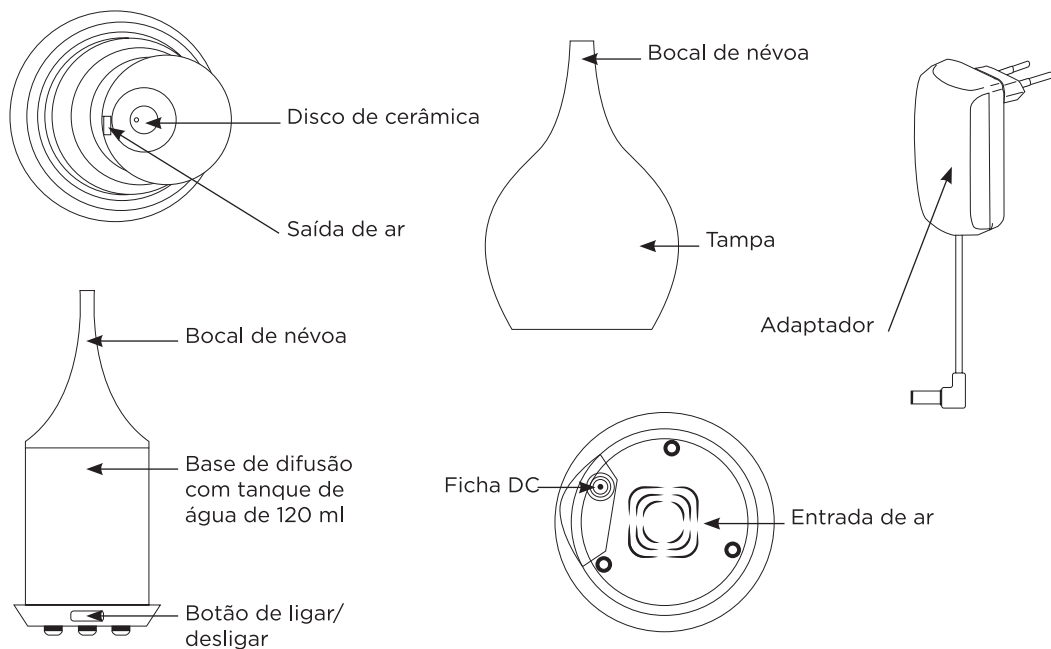 Bocal de névoa
Disco de cerâmica
Saída de ar
Tampa
Adaptador
Bocal de névoa
Base de difusão
com tanque de
água de 120 ml
Ficha DC
Entrada de ar
Botão de ligar/
desligar